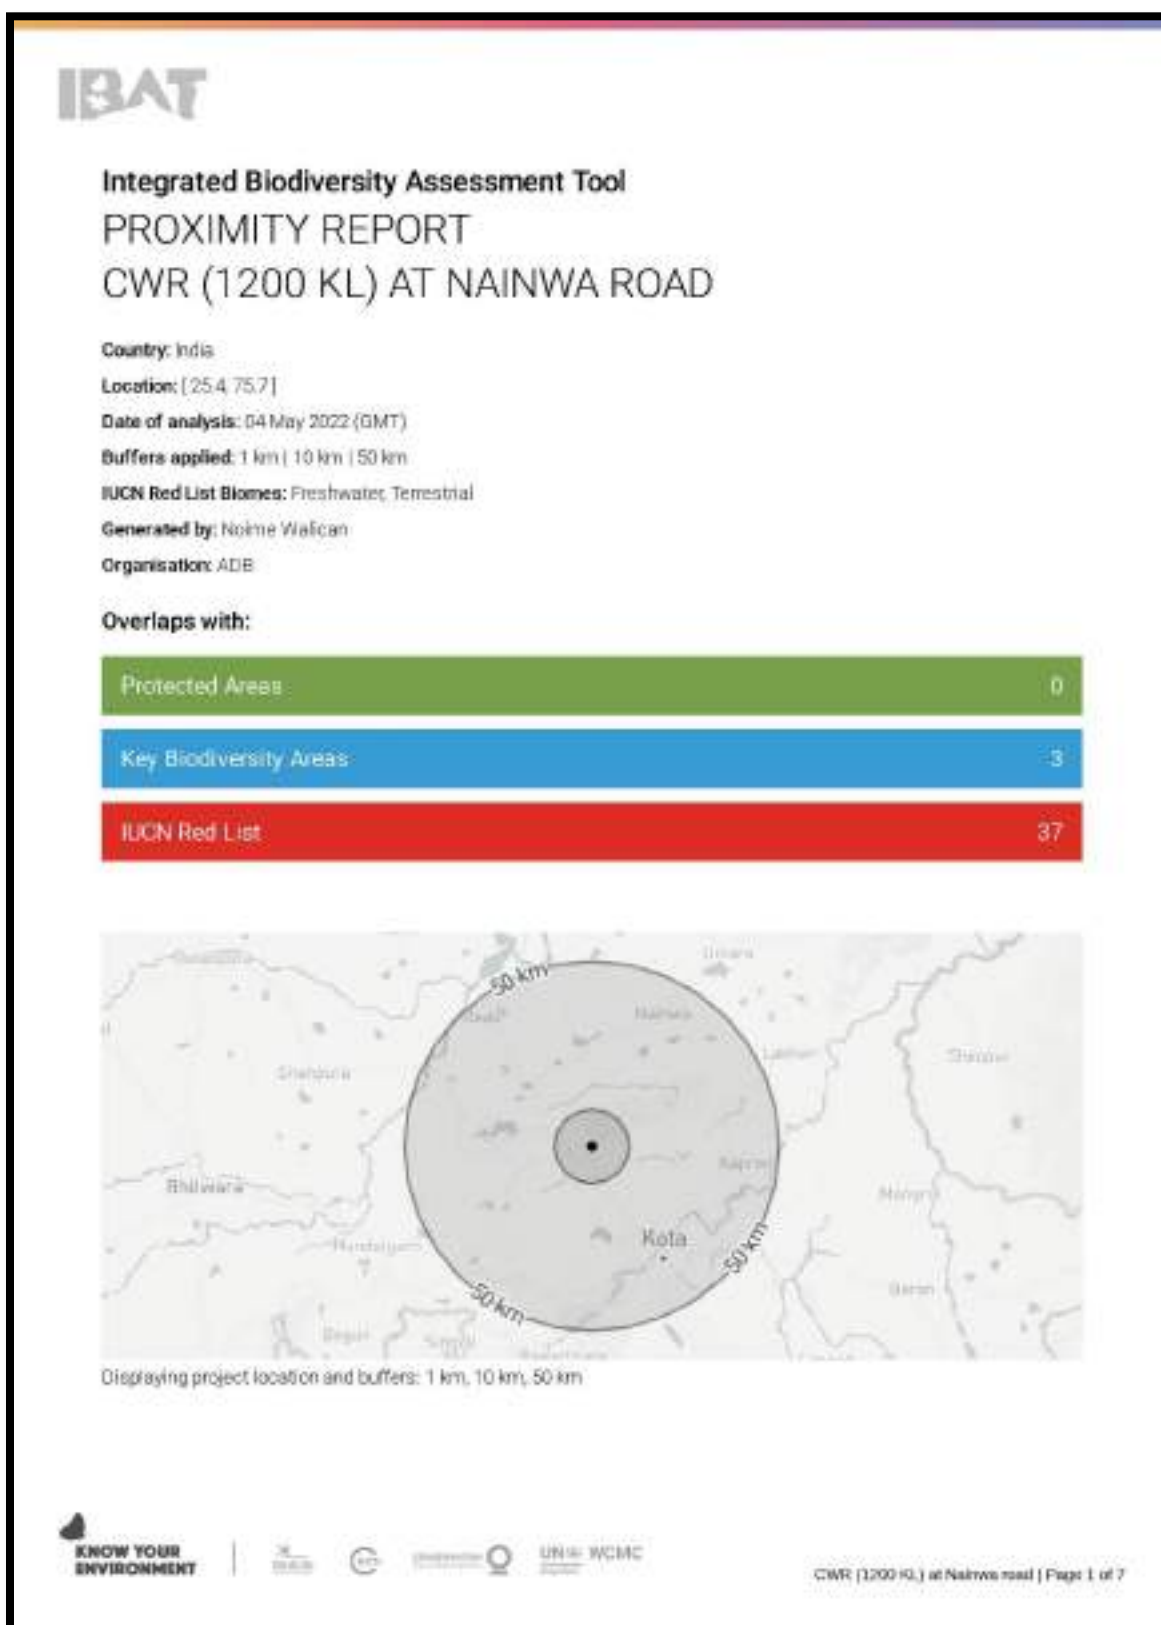 IBAT
Integrated Biodiversity Assessment Tool
PROXIMITY REPORT
CWR (1200 KL) AT NAINWA ROAD
Country: India
Location: [ 25.4, 75.7 ]
Date of analysis: 04 May 2022 (GMT)
Buffers applied: 1 km | 10 km | 50 km
IUCN Red List Biomes: Freshwater, Terrestrial
Generated by: Noime Walican
Organisation: ADB
Overlaps with:
Protected Areas 0
Key Biodiversity Areas 3
IUCN Red List 37
50 km
Nainwa
Shahpura
Bhilwara
Kota
50 km
50 km
Displaying project location and buffers: 1 km, 10 km, 50 km
KNOW YOUR
ENVIRONMENT
UN WCMC
CWR (1200 KL) at Nainwa road | Page 1 of 7